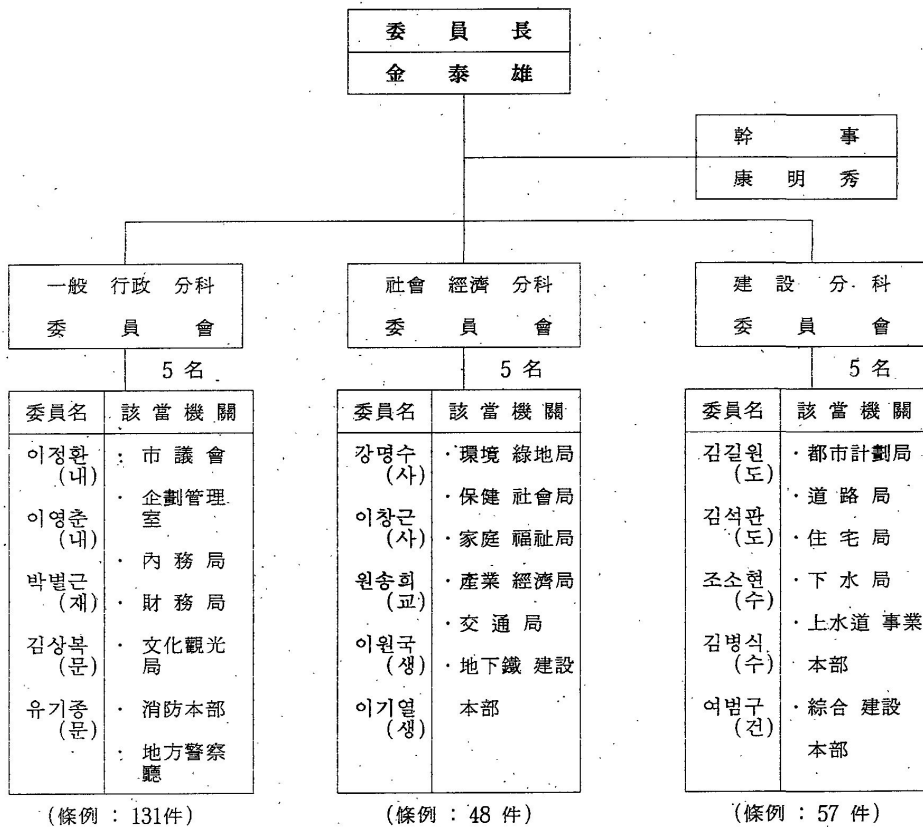 委員長
金泰雄
幹事
康明秀
一般 行政 分科
委員會
5 名
委員名
該當機關
이정환
(내)
이영춘
(내)
박별근
(재)
김상복
(문)
유기종
(문)
· 市議會
· 企劃管理
室
· 內務局
· 財務局
· 文化觀光
局
· 消防本部
· 地方警察
廳
(條例 : 131件)
社會 經濟 分科
委員會
5 名
委員名
該當機關
강명수
(사)
이창근
(사)
원송희
(교)
이원국
(생)
이기열
(생)
· 環境 綠地局
· 保健 社會局
· 家庭 福祉局
· 產業 經濟局
· 交通局
· 地下鐵 建設
本部
(條例 : 48 件)
建設分科
委員會
5 名
委員名
該當機關
김길원
(도)
김석판
(도)
조소현
(수)
김병식
(수)
여범구
(건)
· 都市計劃局
· 道路局
· 住宅局
· 下水局
· 上水道 事業
本部
· 綜合 建設
本部
(條例 : 57 件)